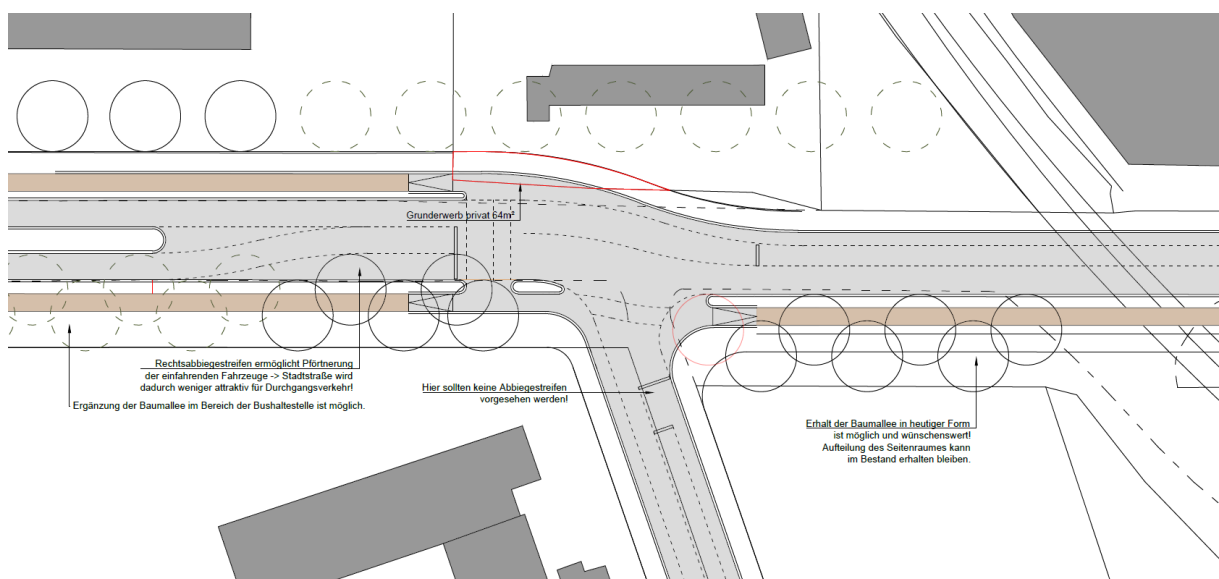 Grunderwerb privat 64m²
Rechtsabbiegestreifen ermöglicht Pförtnerung
der einfahrenden Fahrzeuge -> Stadtstraße wird
dadurch weniger attraktiv für Durchgangsverkehr!
Ergänzung der Baumallee im Bereich der Bushaltestelle ist möglich.
Hier sollten keine Abbiegestreifen
vorgesehen werden!
Erhalt der Baumallee in heutiger Form
ist möglich und wünschenswert!
Aufteilung des Seitenraumes kann
im Bestand erhalten bleiben.